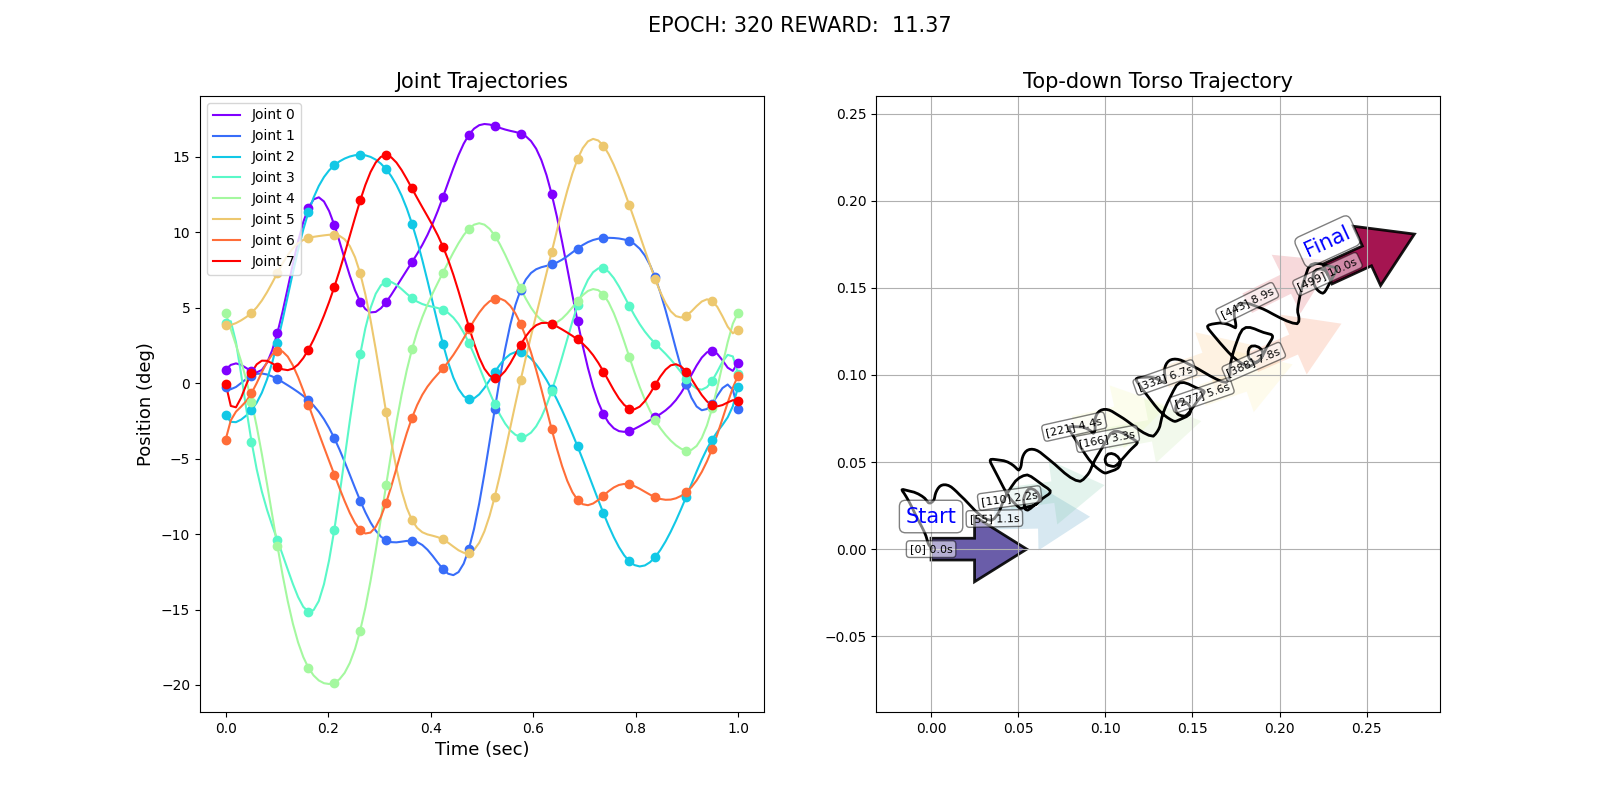 EPOCH: 320 REWARD:  11.37
Joint Trajectories
Joint 0
Joint 1
Joint 2
Joint 3
Joint 4
Joint 5
Joint 6
Joint 7
15
10
5
0
−5
−10
−15
−20
Position (deg)
0.0
0.2
0.4
0.6
0.8
1.0
Time (sec)
Top-down Torso Trajectory
0.25
0.20
0.15
0.10
0.05
0.00
−0.05
0.00
0.05
0.10
0.15
0.20
0.25
Start
Final
[0] 0.0s
[55] 1.1s
[110] 2.2s
[166] 3.3s
[221] 4.4s
[277] 5.6s
[332] 6.7s
[388] 7.8s
[443] 8.9s
[499] 10.0s